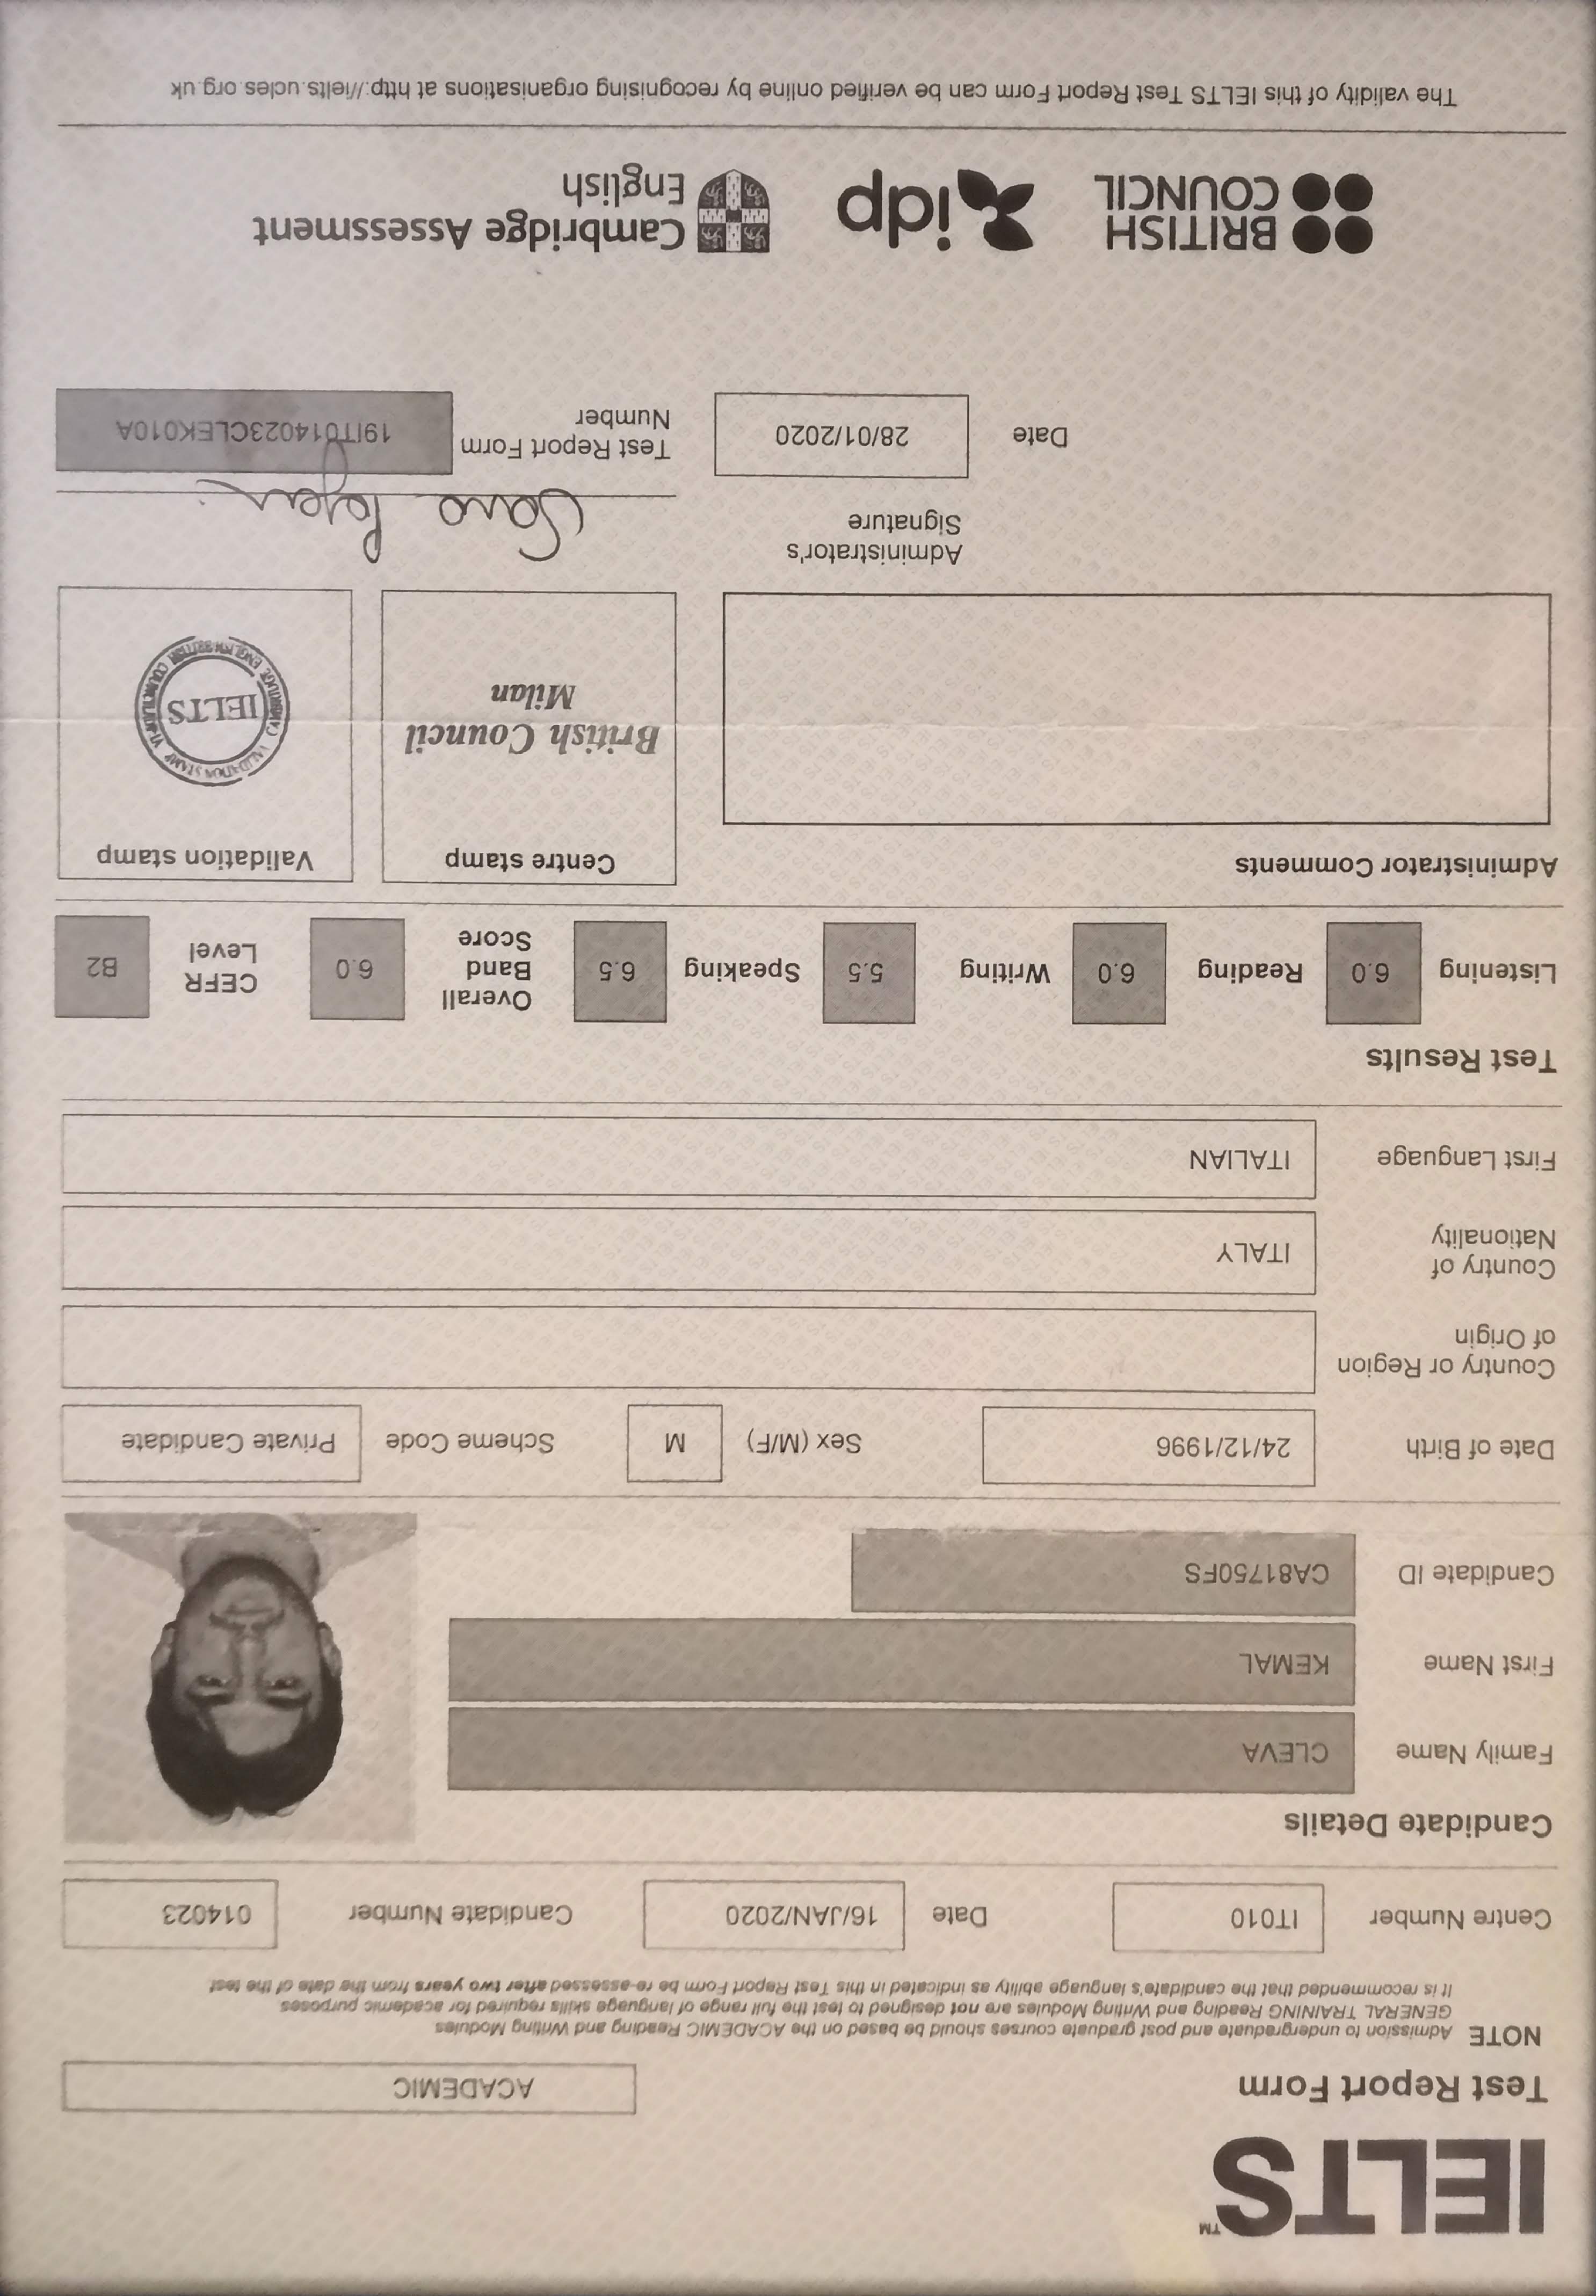 IELTS™
Test Report Form
ACADEMIC
NOTE Admission to undergraduate and post graduate courses should be based on the ACADEMIC Reading and Writing Modules.
GENERAL TRAINING Reading and Writing Modules are not designed to test the full range of language skills required for academic purposes.
It is recommended that the candidate's language ability as indicated in this Test Report Form be re-assessed after two years from the date of the test.
Centre Number IT010 Date 16/JAN/2020 Candidate Number 014023
Candidate Details
Family Name CLEVA
First Name KEMAL
Candidate ID CA81750FS
Date of Birth 24/12/1996 Sex (M/F) M Scheme Code Private Candidate
Country or Region
of Origin
Country of
Nationality
ITALY
First Language ITALIAN
Test Results
Listening 6.0 Reading 6.0 Writing 5.5 Speaking 6.5 Overall Band Score 6.0 CEFR Level B2
Administrator Comments
Centre stamp
British Council
Milan
Validation stamp
VALIDATION STAMP
CAMBRIDGE ENGLISH BRITISH COUNCIL
IELTS
Administrator's
Signature
Sara
Date 28/01/2020
Test Report Form
Number
19IT014023CLEK010A
BRITISH
COUNCIL
idp
Cambridge Assessment
English
The validity of this IELTS Test Report Form can be verified online by recognising organisations at http://ielts.ucles.org.uk